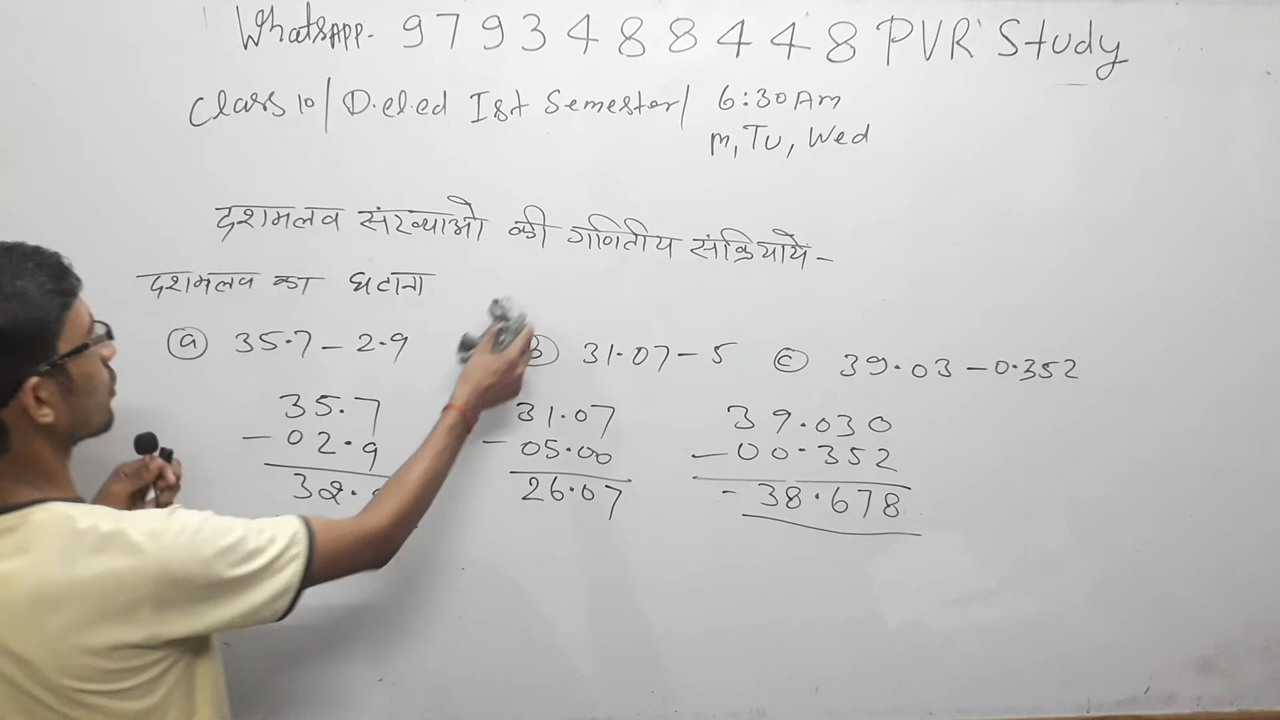 WhatsApp. 9793488448 PVR Study
Class 10/ D.el.ed Ist Semester/ 6:30 Am
m, Tu, Wed
दशमलव संख्याओ की गणितीय संक्रियाये-
दशमलव का घटाना
(a) 35.7 - 2.9
31.07 - 5
(c) 39.03 - 0.352
35.7
- 02.9
32.
31.07
- 05.00
26.07
39.030
- 00.352
- 38.678